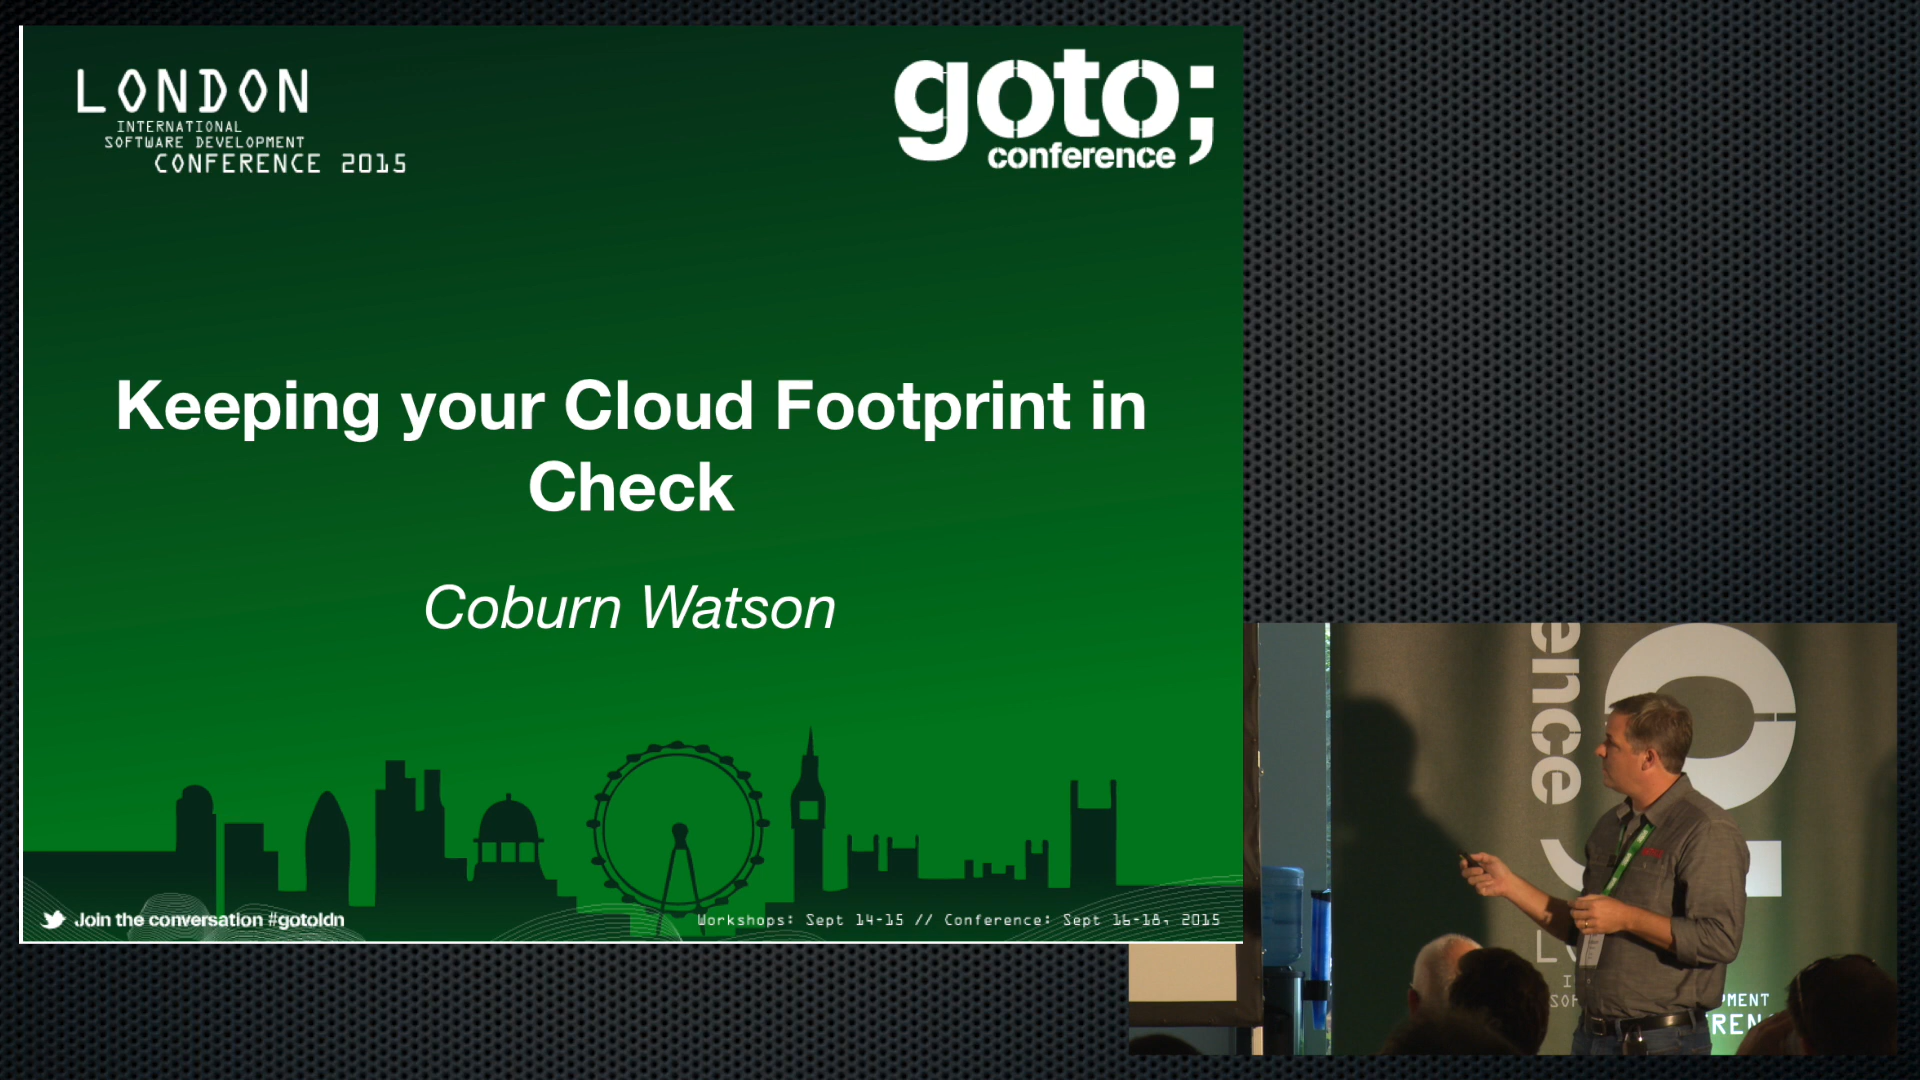 LONDON
INTERNATIONAL
SOFTWARE DEVELOPMENT
CONFERENCE 2015
goto;
conference
Keeping your Cloud Footprint in
Check
Coburn Watson
Join the conversation #gotoldn
Workshops: Sept 14-15 // Conference: Sept 16-18, 2015
ence